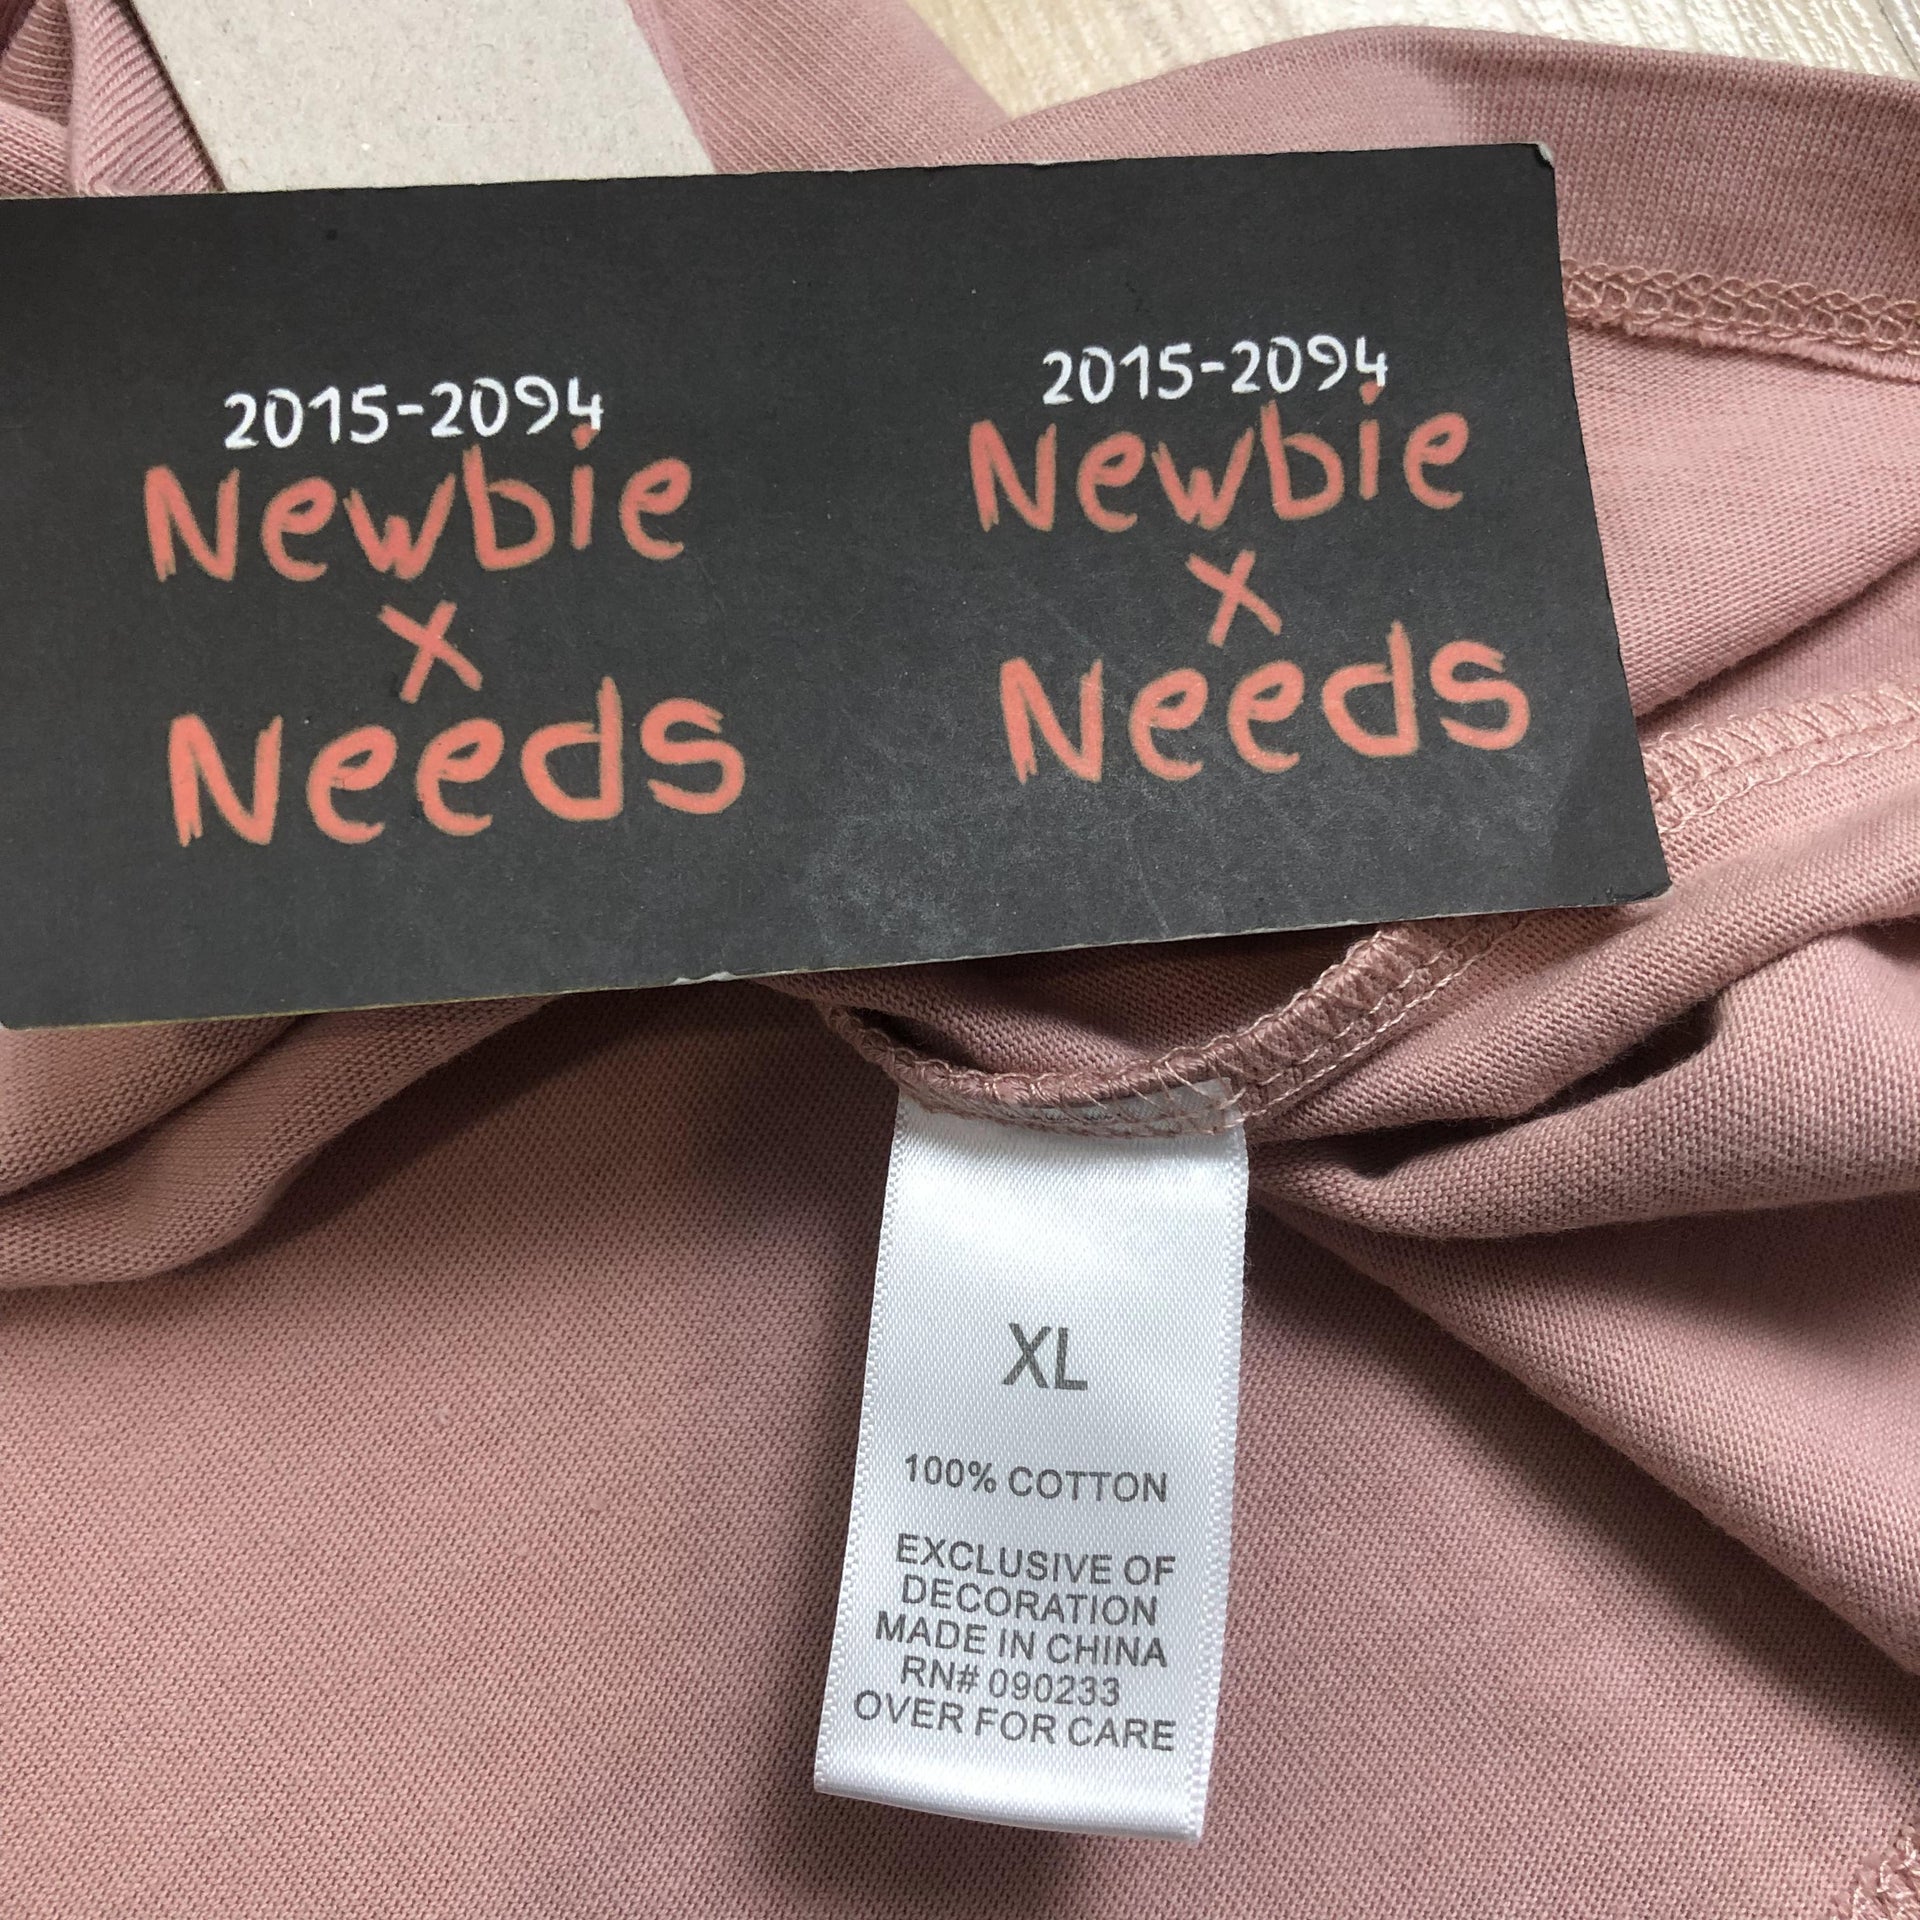 2015-2094
Newbie
x
Needs
2015-2094
Newbie
x
Needs
XL
100% COTTON
EXCLUSIVE OF
DECORATION
MADE IN CHINA
RN# 090233
OVER FOR CARE